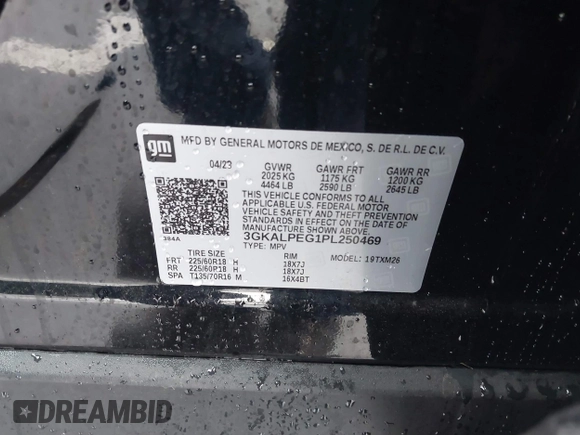 gm MFD BY GENERAL MOTORS DE MEXICO, S. DE R.L. DE C.V.
04/23 GVWR GAWR FRT GAWR RR
2025 KG 1175 KG 1200 KG
4464 LB 2590 LB 2645 LB
THIS VEHICLE CONFORMS TO ALL
APPLICABLE U.S. FEDERAL MOTOR
VEHICLE SAFETY AND THEFT PREVENTION
STANDARDS IN EFFECT ON THE DATE OF
MANUFACTURE SHOWN ABOVE.
384A 3GKALPEG1PL250469
TYPE: MPV
TIRE SIZE RIM MODEL: 19TXM26
FRT 225/60R18 H 18X7J
RR 225/60R18 H 18X7J
SPA T135/70R16 M 16X4BT
DREAMBID